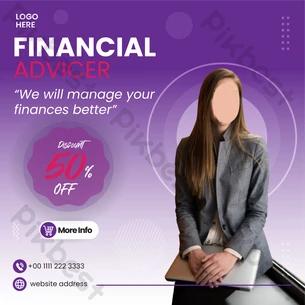 LOGO
HERE
FINANCIAL
ADVICER
“We will manage your
finances better”
DISCOUNT
50%
OFF
More Info
+00 1111 222 3333
website address
Pikbest